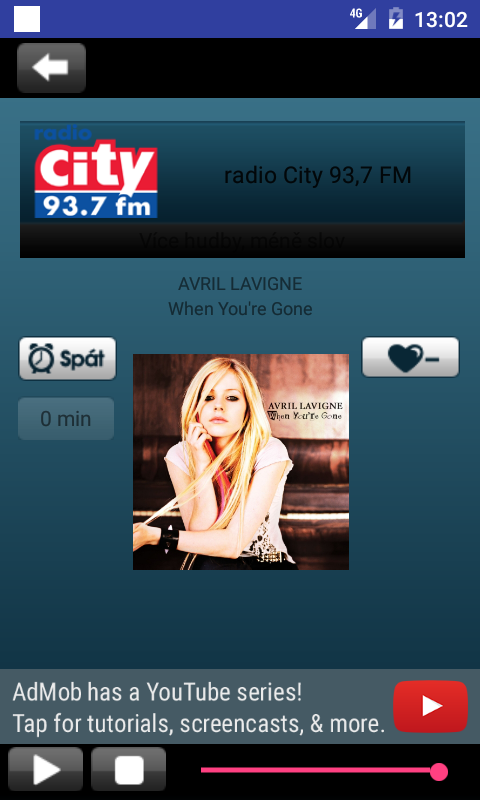 4G
13:02
radio
City
93.7 fm
radio City 93,7 FM
Více hudby, méně slov
AVRIL LAVIGNE
When You're Gone
Spát
0 min
AVRIL LAVIGNE
When You're Gone
AdMob has a YouTube series!
Tap for tutorials, screencasts, & more.